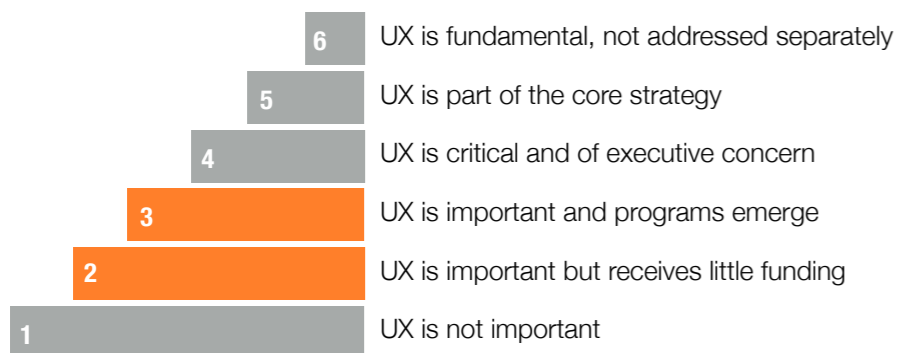 6 UX is fundamental, not addressed separately
5 UX is part of the core strategy
4 UX is critical and of executive concern
3 UX is important and programs emerge
2 UX is important but receives little funding
1 UX is not important